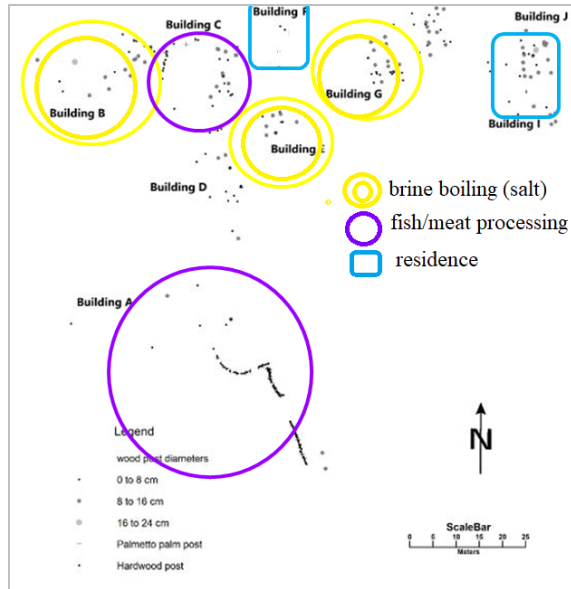 Building C
Building F
Building J
Building B
Building G
Building I
Building E
Building D
brine boiling (salt)
fish/meat processing
residence
Building A
Legend
wood post diameters
0 to 8 cm
8 to 16 cm
16 to 24 cm
Palmetto palm post
Hardwood post
N
ScaleBar
0 5 10 15 20 25
Meters